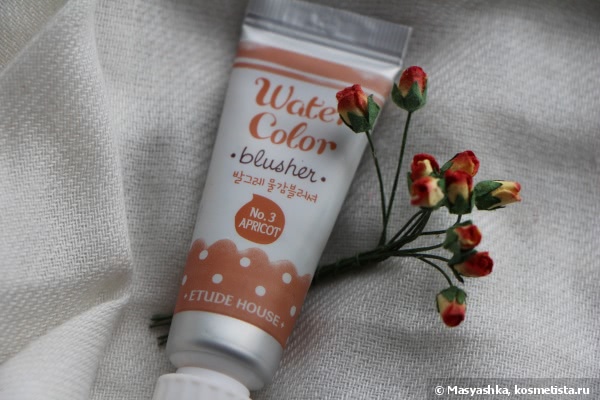 Water
Color
• blusher •
발그레 물감블러셔
No. 3
APRICOT
• ETUDE HOUSE •
© Masyashka, kosmetista.ru